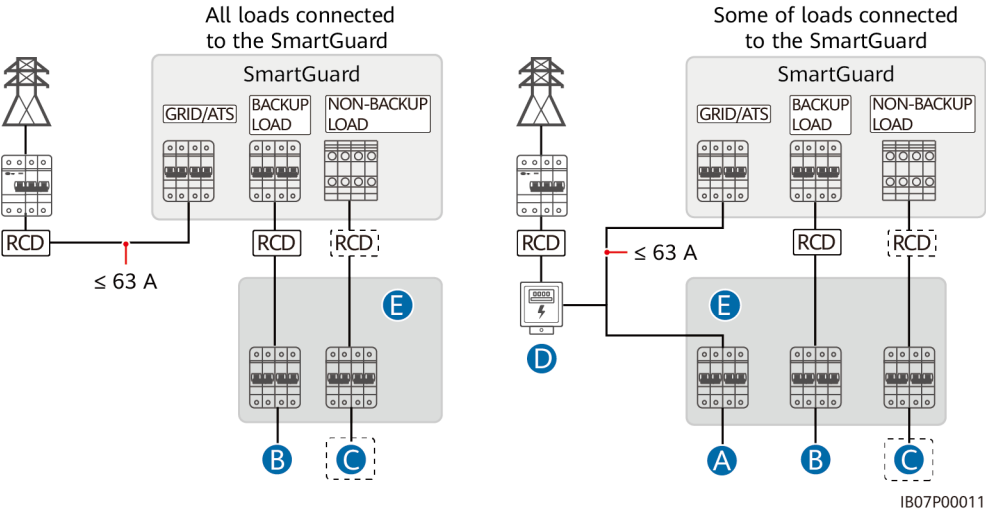 All loads connected
to the SmartGuard
SmartGuard
GRID/ATS
BACKUP
LOAD
NON-BACKUP
LOAD
RCD
≤ 63 A
RCD
RCD
E
B
C
Some of loads connected
to the SmartGuard
SmartGuard
GRID/ATS
BACKUP
LOAD
NON-BACKUP
LOAD
RCD
≤ 63 A
RCD
RCD
E
D
A
B
C
IB07P00011